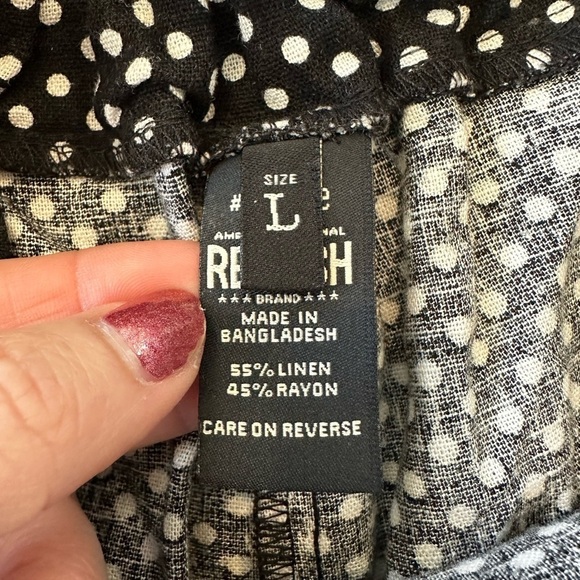 SIZE
L
★★★ BRAND ★★★
MADE IN
BANGLADESH
55% LINEN
45% RAYON
CARE ON REVERSE